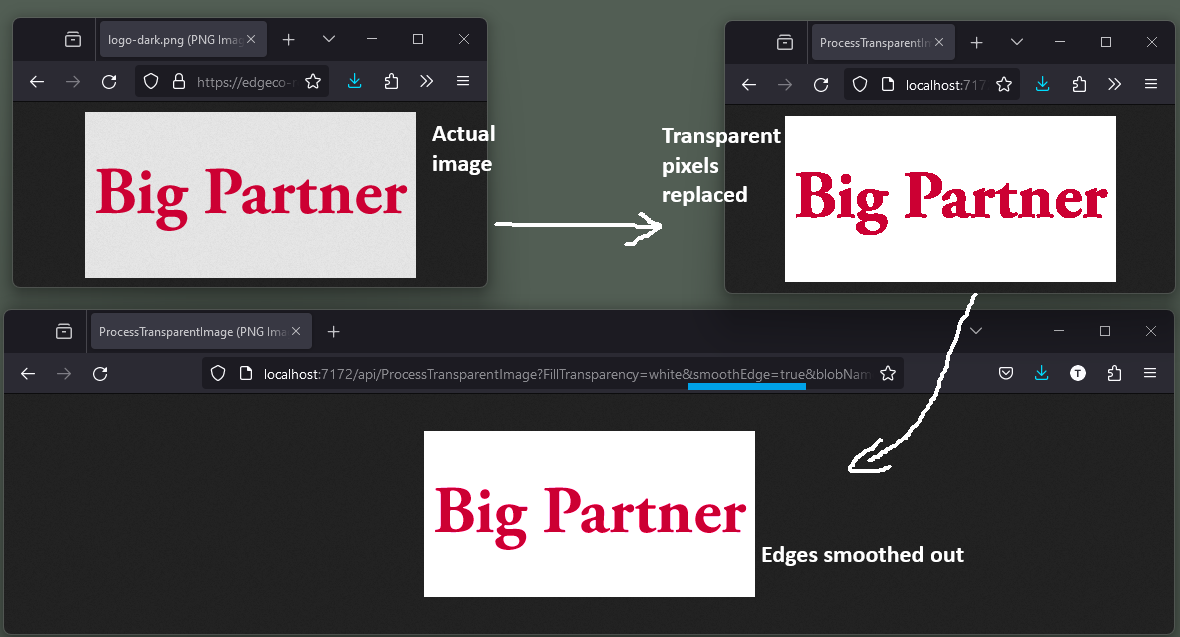 logo-dark.png (PNG Imag
https://edgeco-
Big Partner
Actual
image
ProcessTransparentIm
localhost:717
Transparent
pixels
replaced
Big Partner
ProcessTransparentImage (PNG Ima
localhost:7172/api/ProcessTransparentImage?FillTransparency=white&smoothEdge=true&blobNam
T
Big Partner
Edges smoothed out